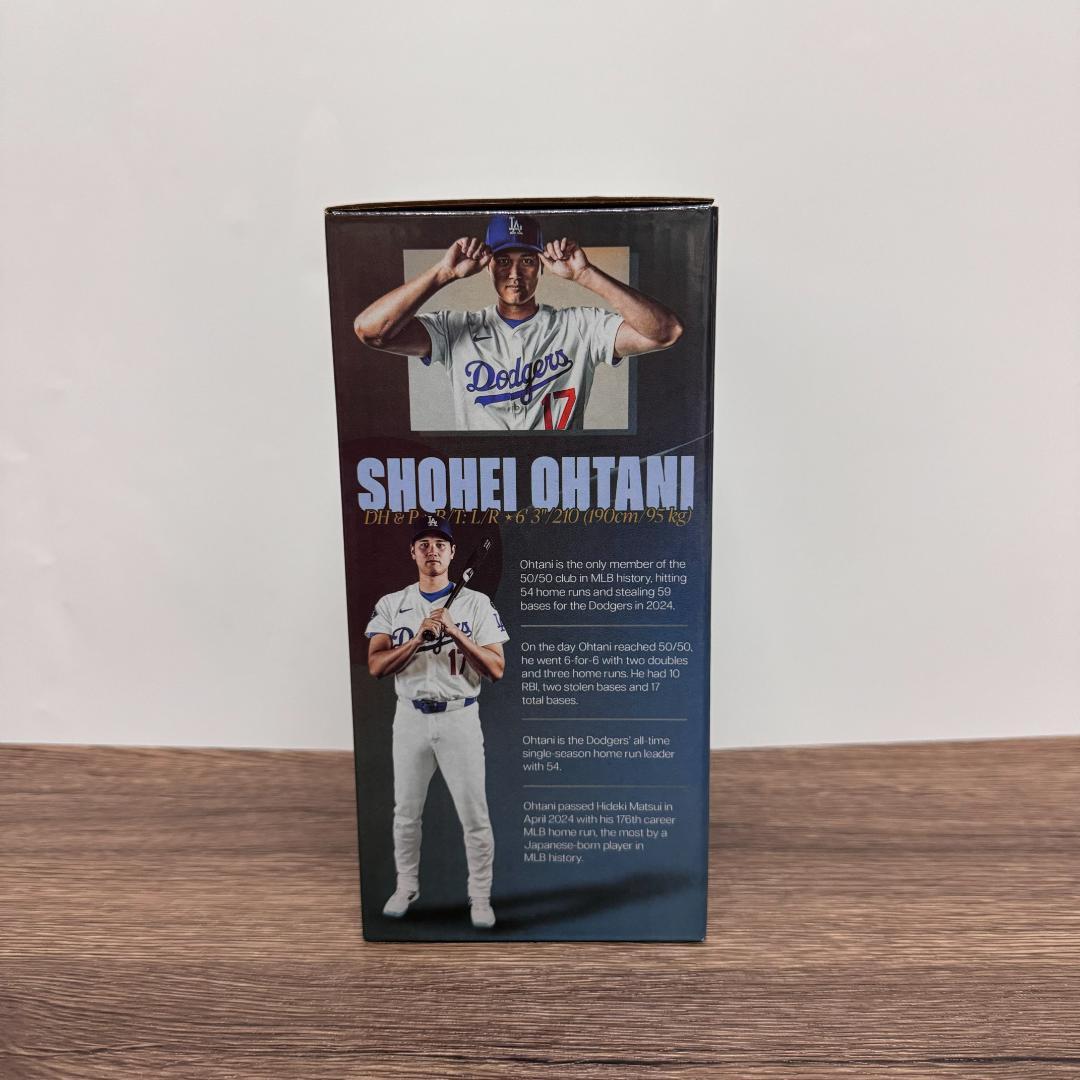 LA
Dodgers
17
SHOHEI OHTANI
DH & P ★ B/T: L/R ★ 6' 3"/210 (190cm/95 kg)
LA
Dodgers
17
LA
Ohtani is the only member of the
50/50 club in MLB history, hitting
54 home runs and stealing 59
bases for the Dodgers in 2024.
On the day Ohtani reached 50/50,
he went 6-for-6 with two doubles
and three home runs. He had 10
RBI, two stolen bases and 17
total bases.
Ohtani is the Dodgers' all-time
single-season home run leader
with 54.
Ohtani passed Hideki Matsui in
April 2024 with his 176th career
MLB home run, the most by a
Japanese-born player in
MLB history.